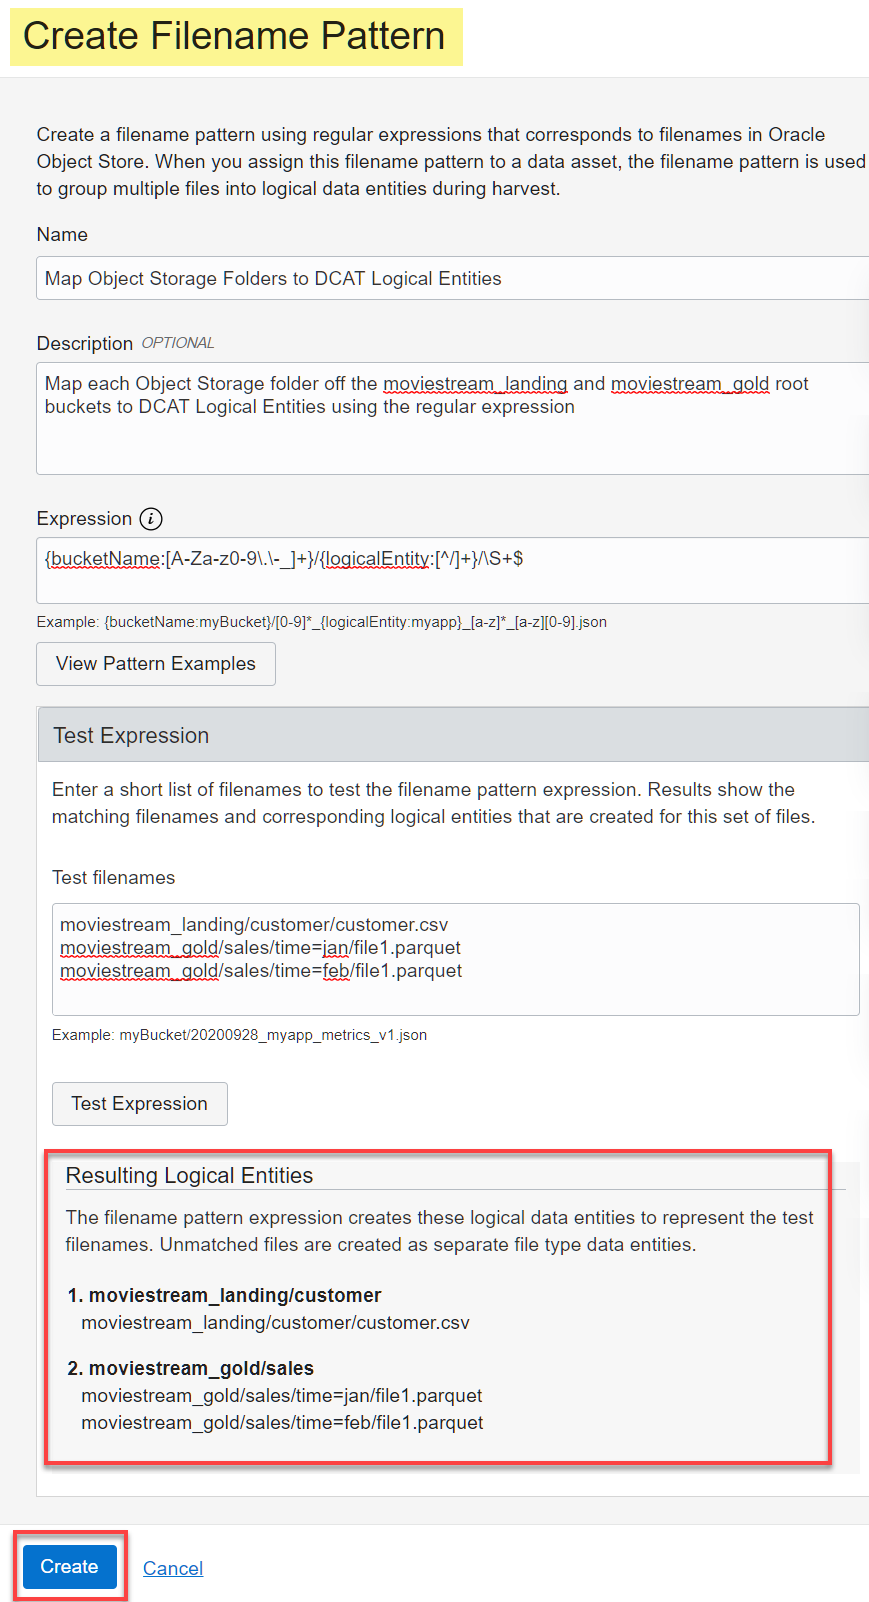 Create Filename Pattern
Create a filename pattern using regular expressions that corresponds to filenames in Oracle
Object Store. When you assign this filename pattern to a data asset, the filename pattern is used
to group multiple files into logical data entities during harvest.
Name
Map Object Storage Folders to DCAT Logical Entities
Description OPTIONAL
Map each Object Storage folder off the moviestream_landing and moviestream_gold root
buckets to DCAT Logical Entities using the regular expression
Expression i
{bucketName:[A-Za-z0-9\.\-_]+}/{logicalEntity:[^/]+}/\S+$
Example: {bucketName:myBucket}/[0-9]*_{logicalEntity:myapp}_[a-z]*_[a-z][0-9].json
View Pattern Examples
Test Expression
Enter a short list of filenames to test the filename pattern expression. Results show the
matching filenames and corresponding logical entities that are created for this set of files.
Test filenames
moviestream_landing/customer/customer.csv
moviestream_gold/sales/time=jan/file1.parquet
moviestream_gold/sales/time=feb/file1.parquet
Example: myBucket/20200928_myapp_metrics_v1.json
Test Expression
Resulting Logical Entities
The filename pattern expression creates these logical data entities to represent the test
filenames. Unmatched files are created as separate file type data entities.
1. moviestream_landing/customer
moviestream_landing/customer/customer.csv
2. moviestream_gold/sales
moviestream_gold/sales/time=jan/file1.parquet
moviestream_gold/sales/time=feb/file1.parquet
Create Cancel